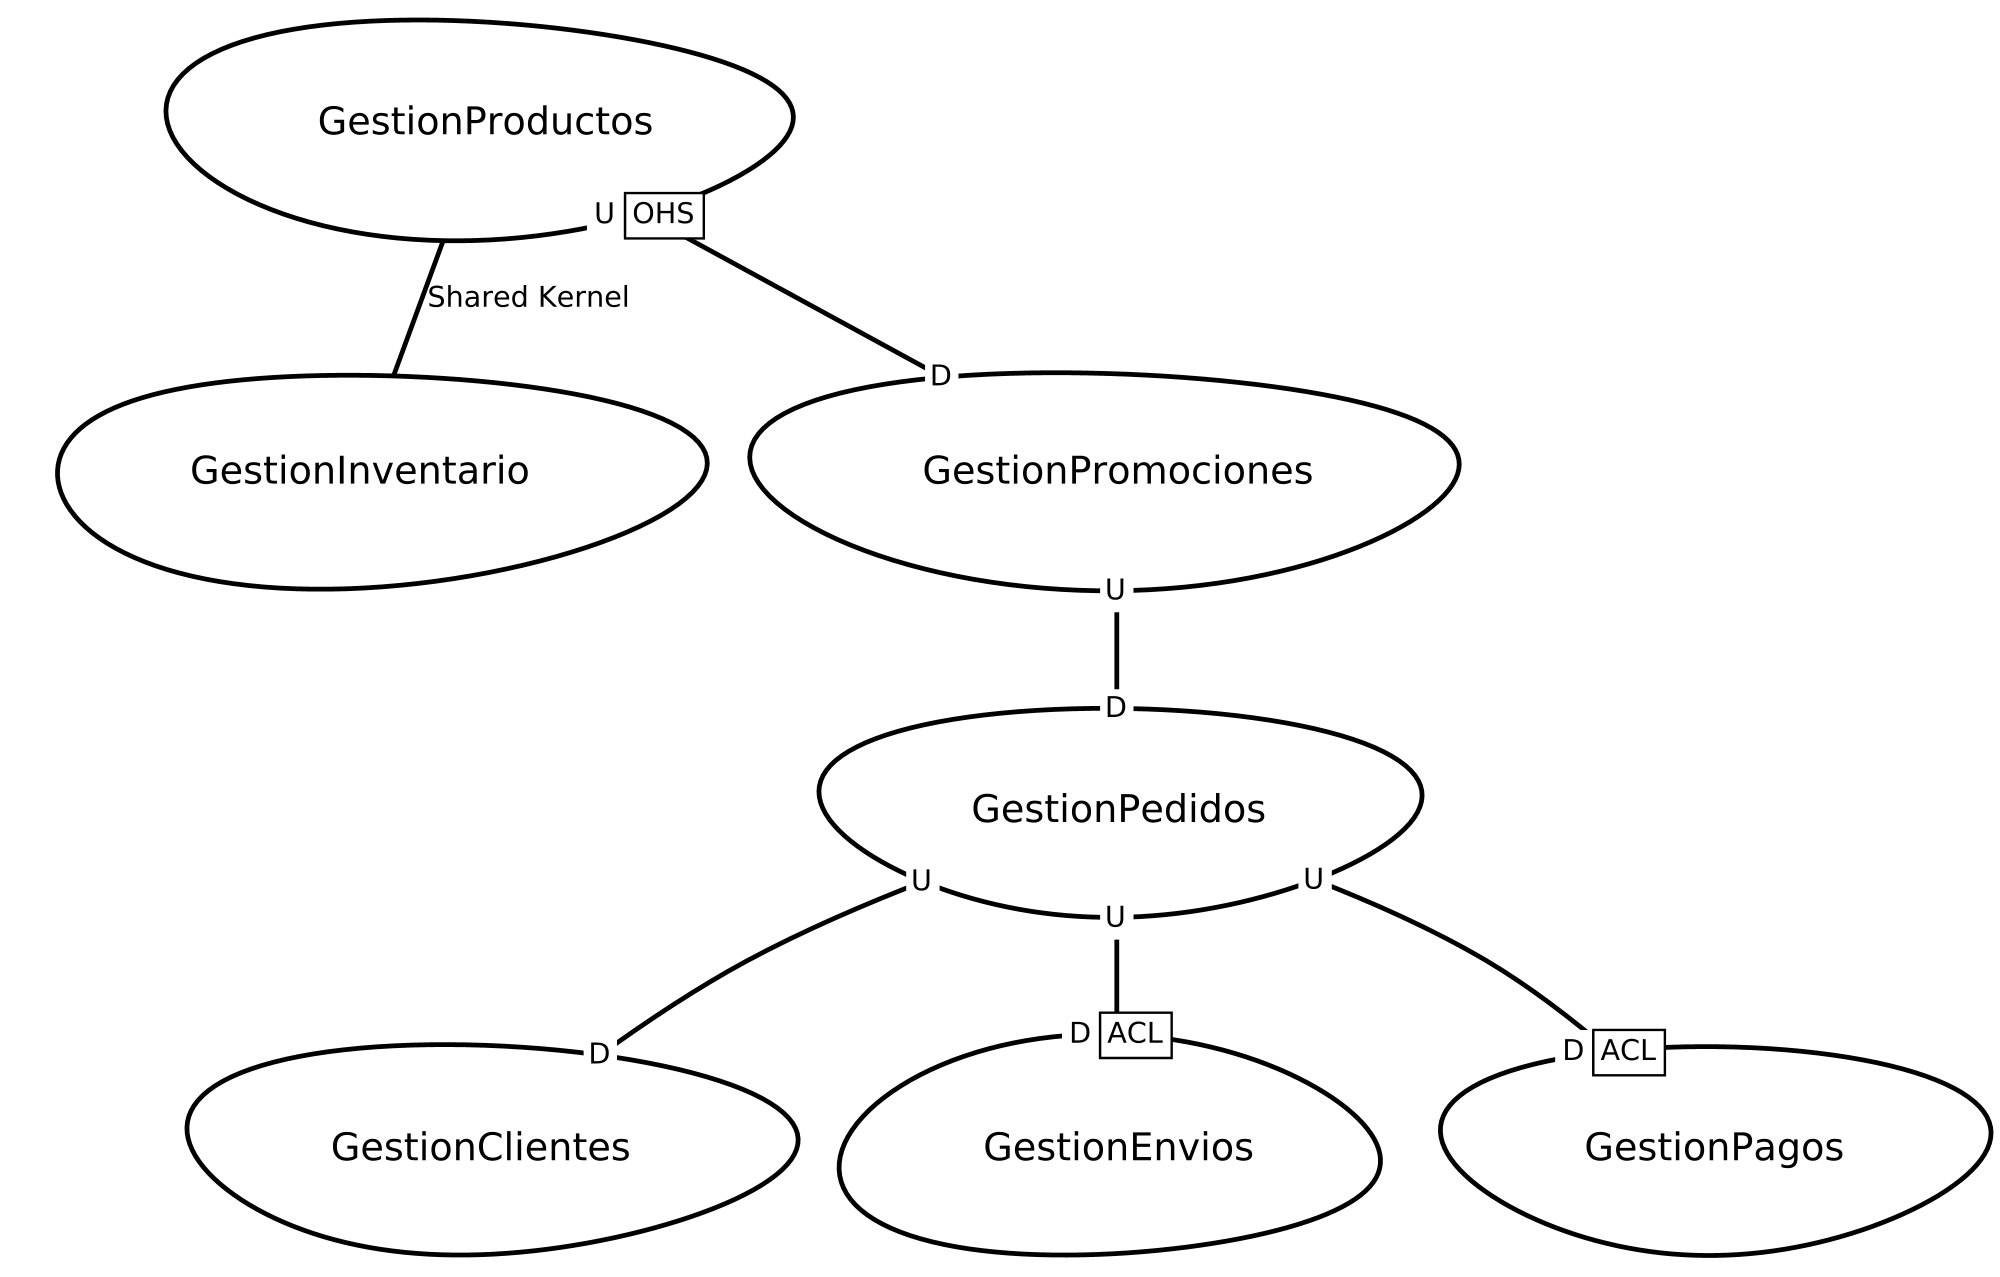 GestionProductos
U OHS
Shared Kernel
D
GestionInventario
GestionPromociones
U
D
GestionPedidos
U
U
U
D
D ACL
D ACL
GestionClientes
GestionEnvios
GestionPagos